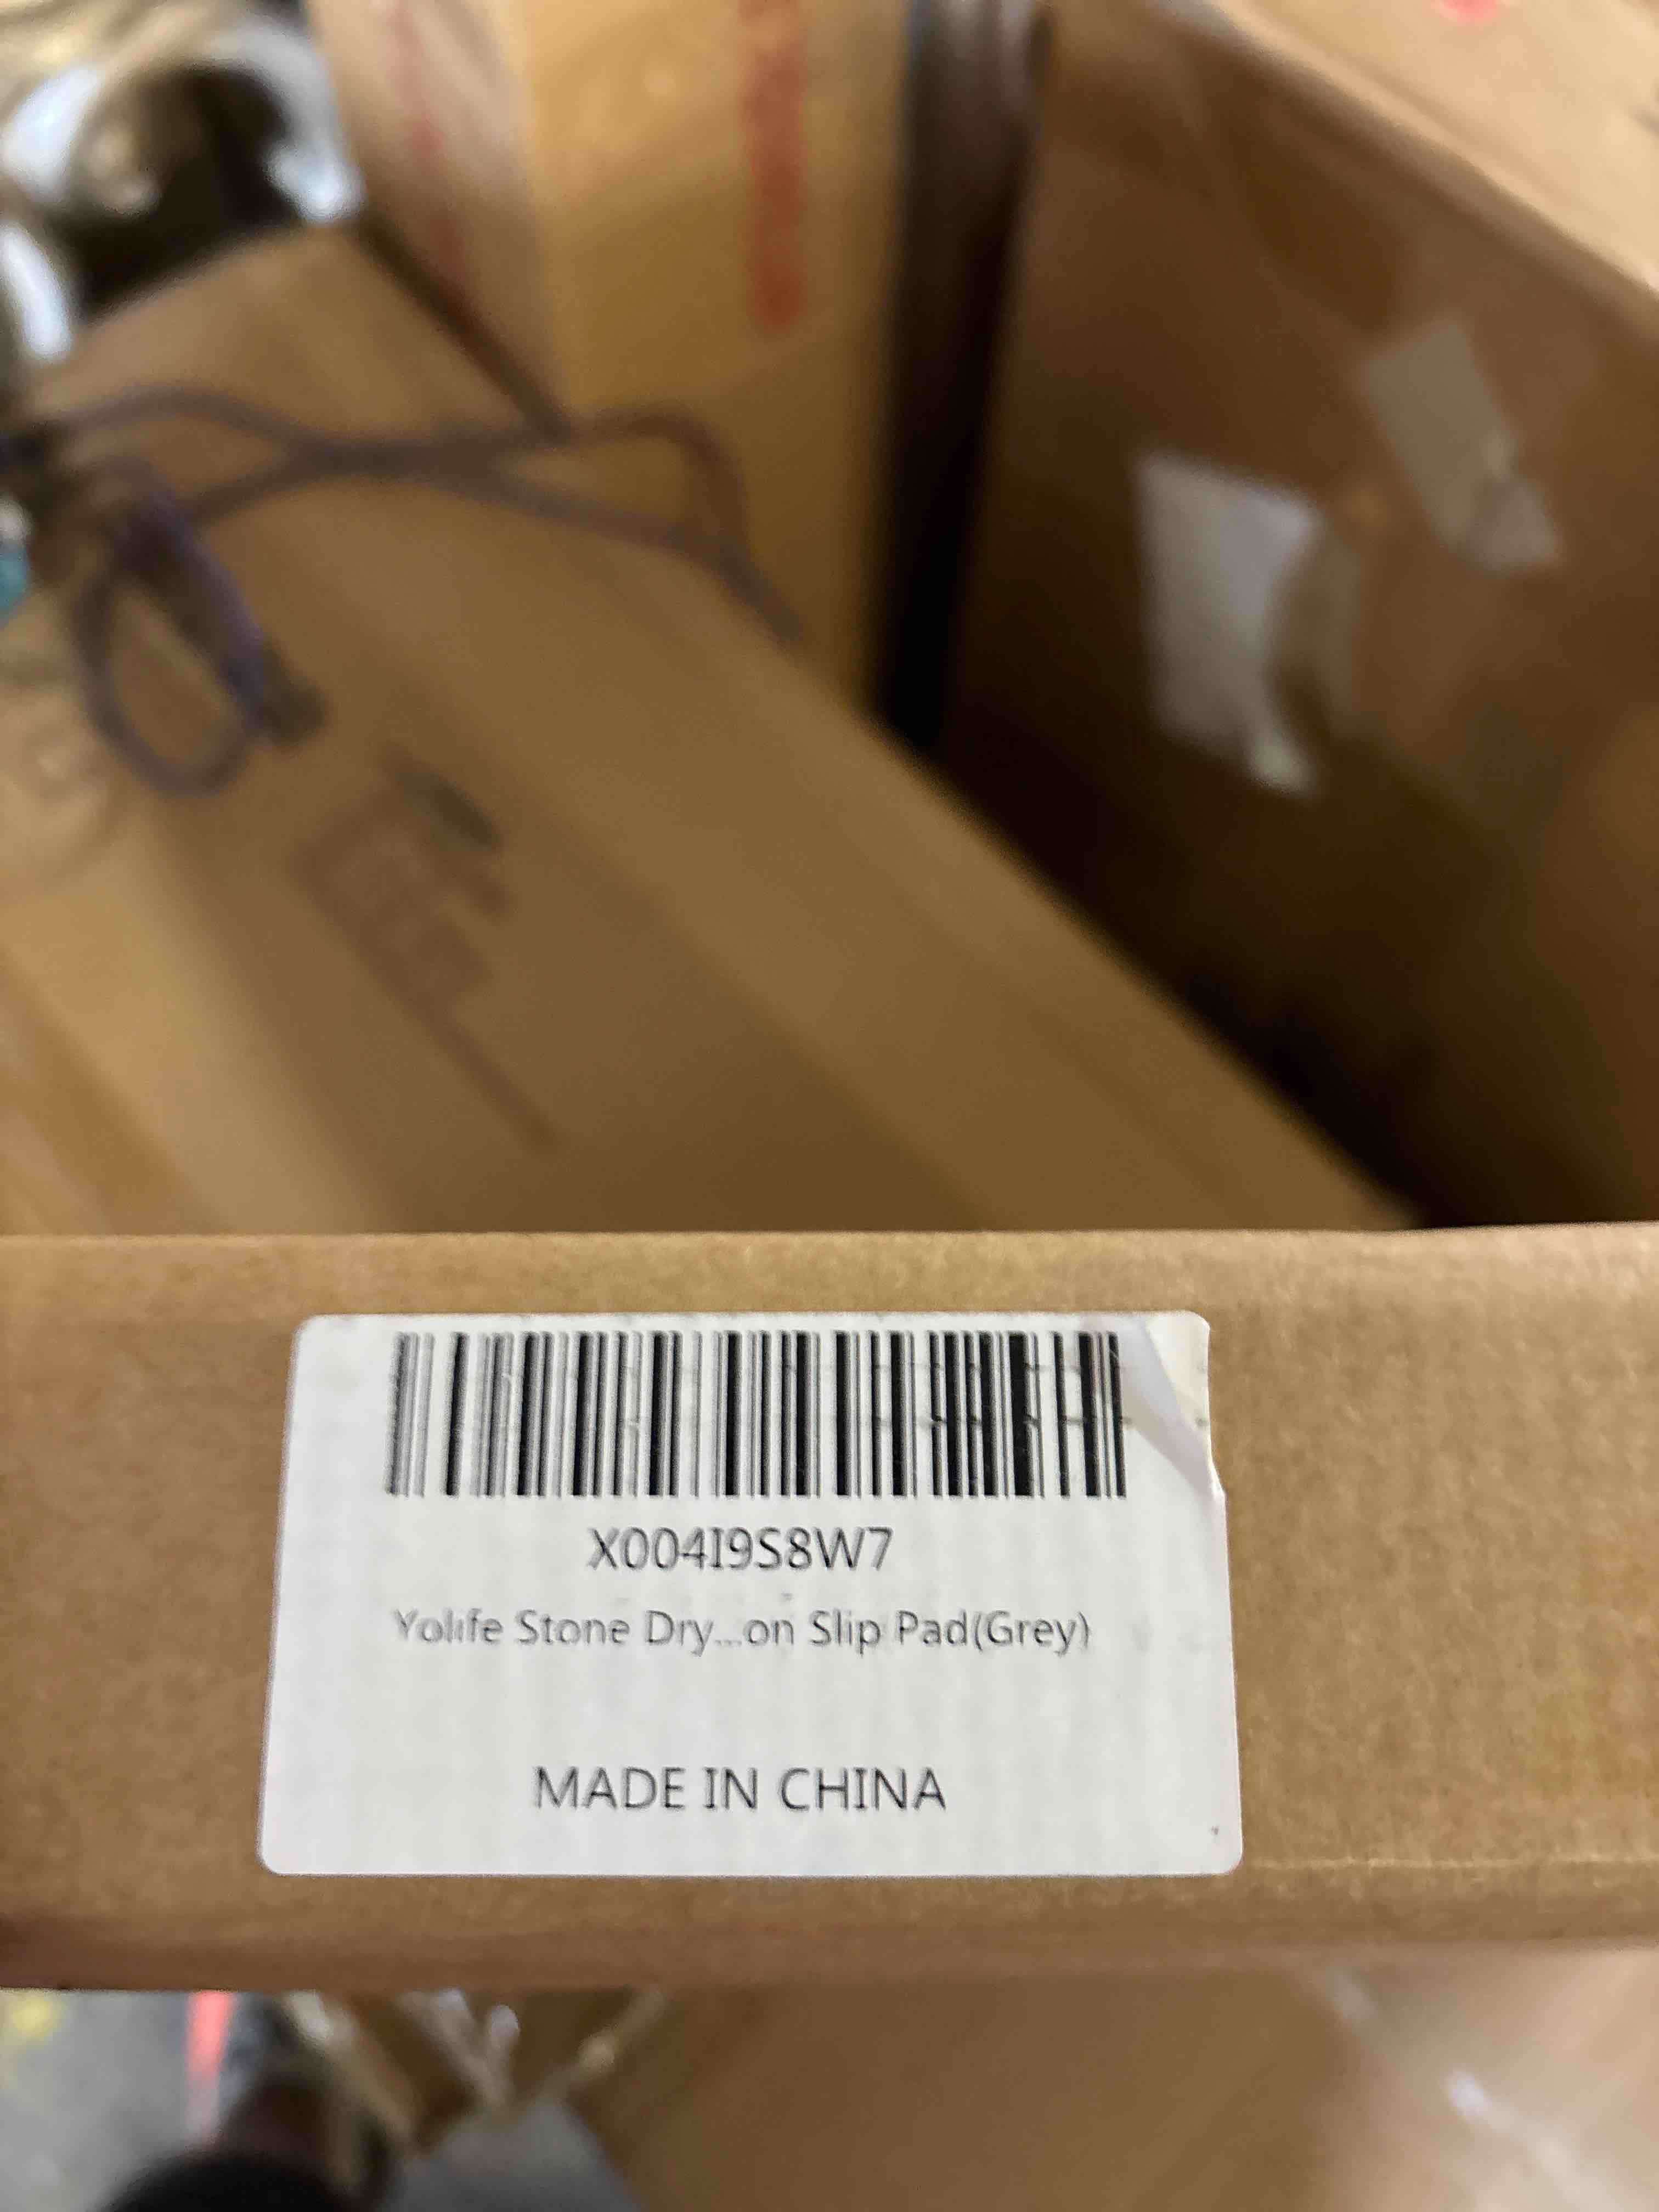 X004I9S8W7
Yolife Stone Dry...on Slip Pad(Grey)
MADE IN CHINA